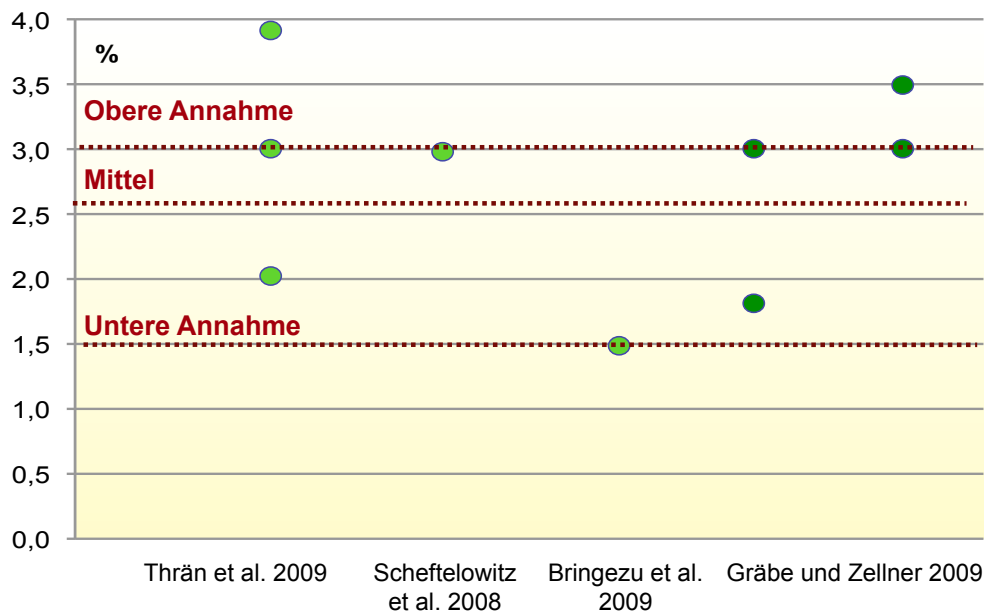 4,0
%
3,5
Obere Annahme
3,0
Mittel
2,5
2,0
Untere Annahme
1,5
1,0
0,5
0,0
Thrän et al. 2009
Scheftelowitz
et al. 2008
Bringezu et al.
2009
Gräbe und Zellner 2009